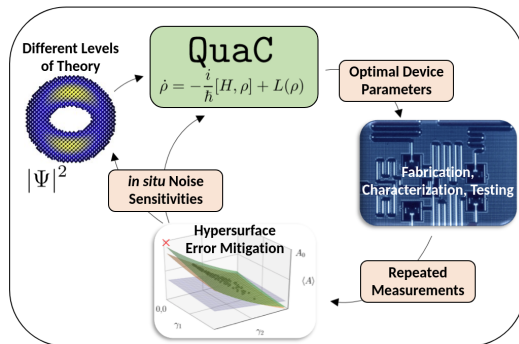 Different Levels
of Theory
|Ψ|²
QuaC
ρ̇ = −i/ħ[H, ρ] + L(ρ)
Optimal Device
Parameters
Fabrication,
Characterization, Testing
Repeated
Measurements
in situ Noise
Sensitivities
Hypersurface
Error Mitigation
A₀
⟨A⟩
0,0
γ₁
γ₂